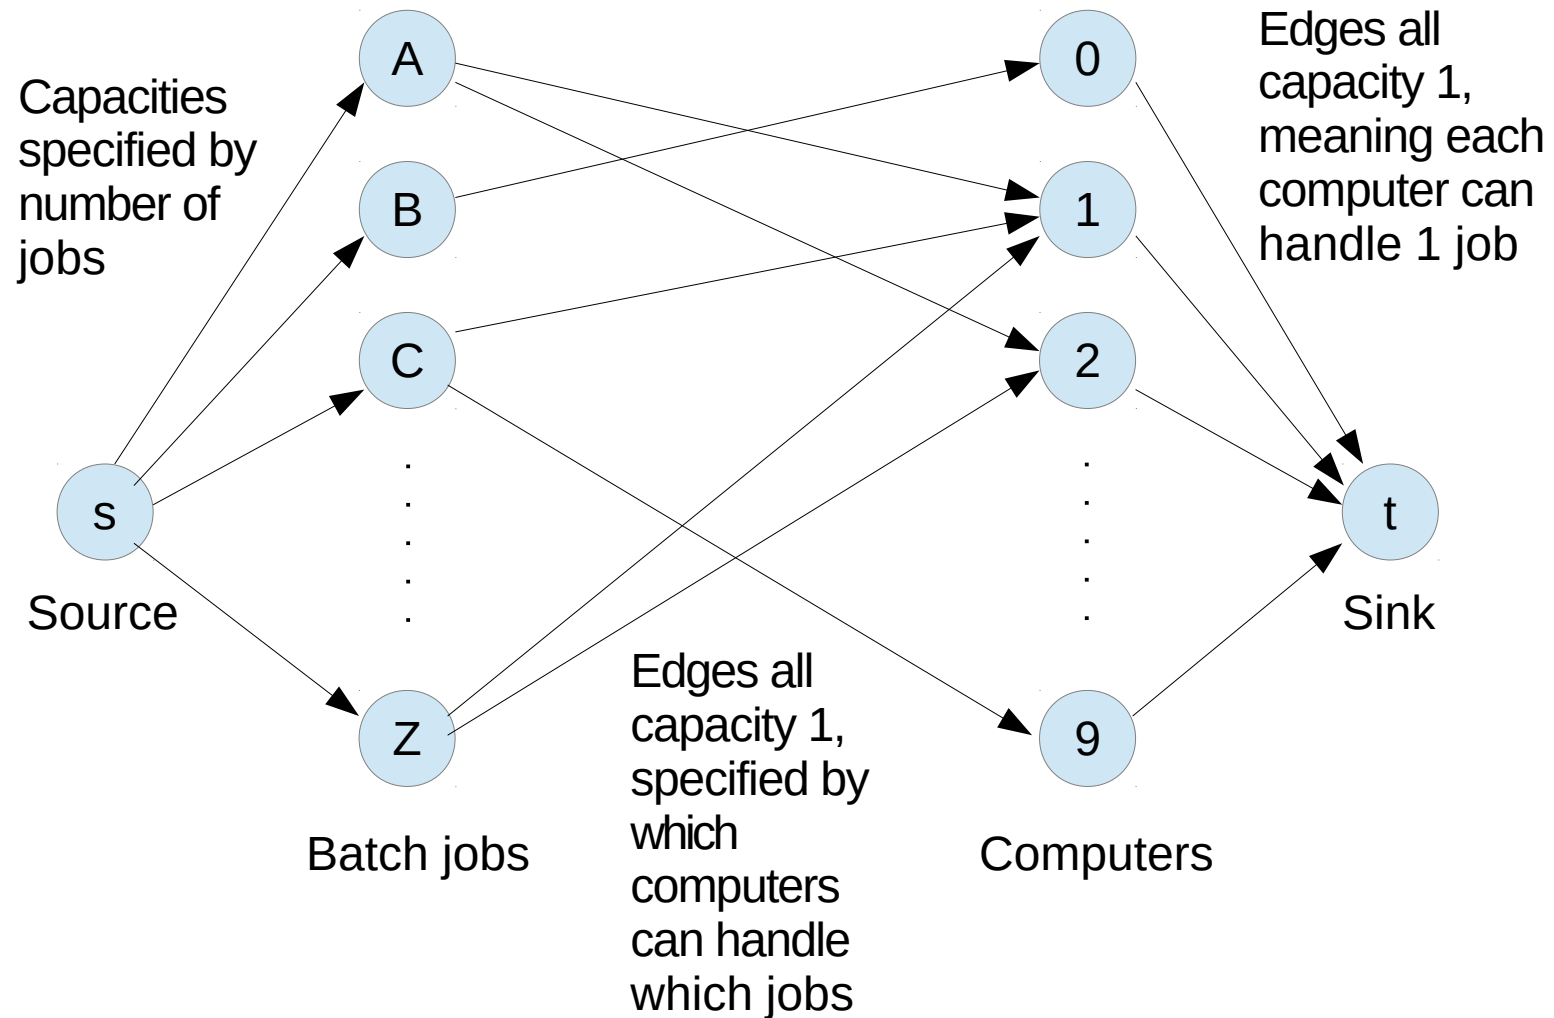 Capacities
specified by
number of
jobs
A
B
C
Z
s
Source
Batch jobs
Edges all
capacity 1,
specified by
which
computers
can handle
which jobs
0
1
2
9
Computers
Edges all
capacity 1,
meaning each
computer can
handle 1 job
t
Sink